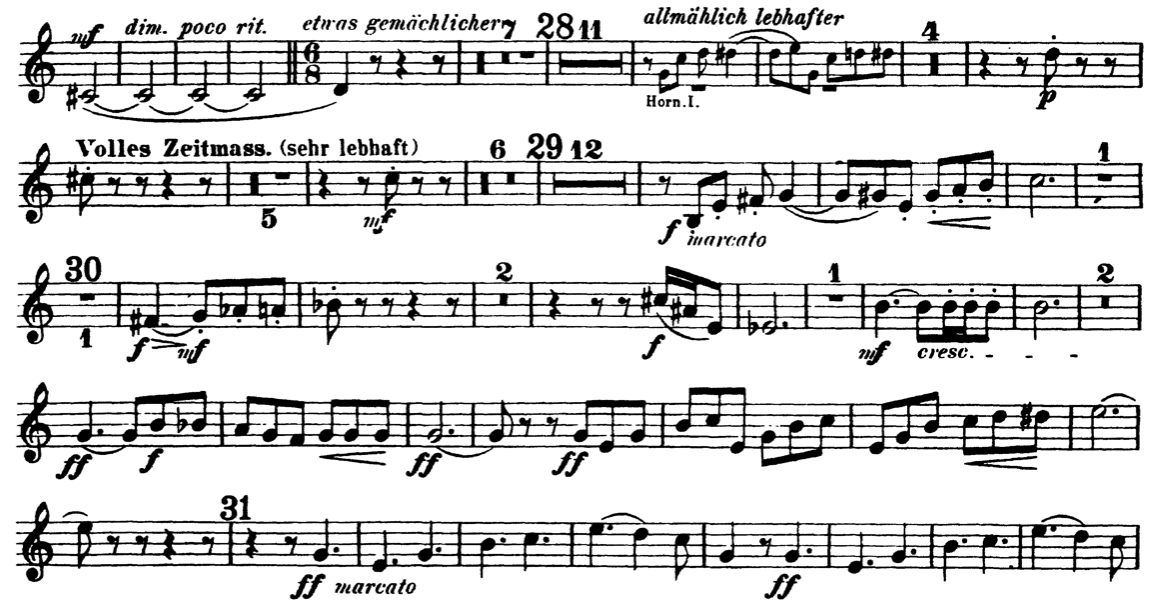 mf dim. poco rit. etwas gemächlicher 7 28 11 allmählich lebhafter 4
6
8
Horn.I. p
Volles Zeitmass. (sehr lebhaft) 6 29 12 1
5 mf f marcato
30 2 1 2
1 f mf f mf cresc. - - -
ff f ff ff
31
ff marcato ff